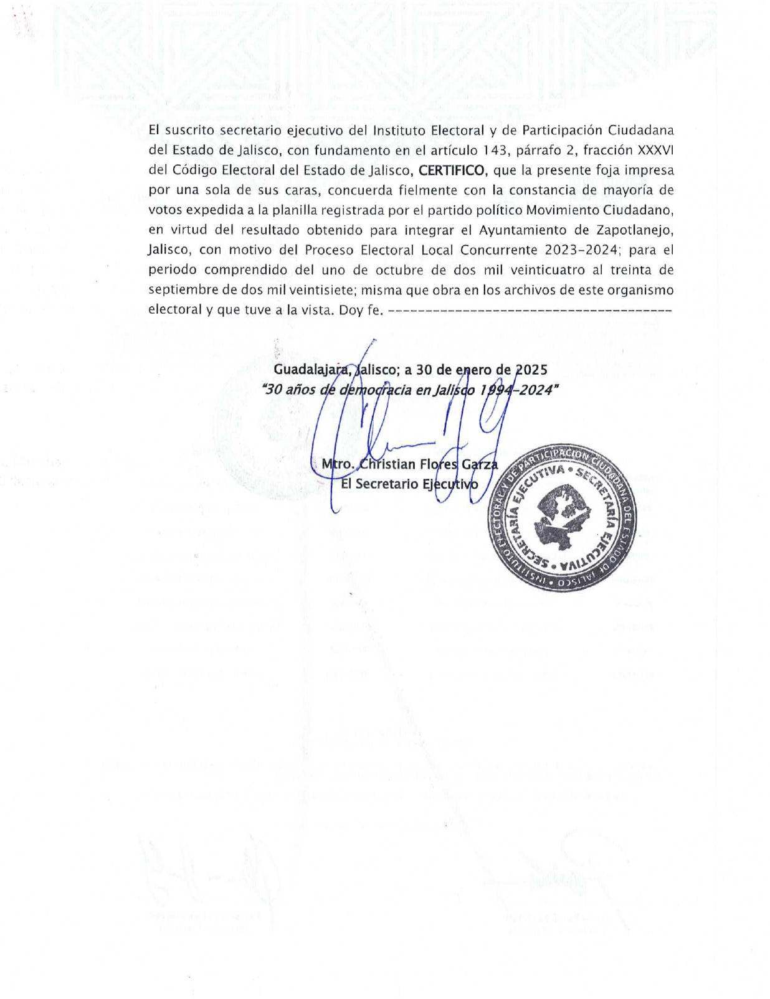 El suscrito secretario ejecutivo del Instituto Electoral y de Participación Ciudadana
del Estado de Jalisco, con fundamento en el artículo 143, párrafo 2, fracción XXXVI
del Código Electoral del Estado de Jalisco, CERTIFICO, que la presente foja impresa
por una sola de sus caras, concuerda fielmente con la constancia de mayoría de
votos expedida a la planilla registrada por el partido político Movimiento Ciudadano,
en virtud del resultado obtenido para integrar el Ayuntamiento de Zapotlanejo,
Jalisco, con motivo del Proceso Electoral Local Concurrente 2023-2024; para el
periodo comprendido del uno de octubre de dos mil veinticuatro al treinta de
septiembre de dos mil veintisiete; misma que obra en los archivos de este organismo
electoral y que tuve a la vista. Doy fe. --------------------------------------
Guadalajara, Jalisco; a 30 de enero de 2025
"30 años de democracia en Jalisco 1994-2024"
Mtro. Christian Flores Garza
El Secretario Ejecutivo
INSTITUTO ELECTORAL Y DE PARTICIPACIÓN CIUDADANA DEL ESTADO DE JALISCO •
SECRETARÍA EJECUTIVA • SECRETARÍA EJECUTIVA •